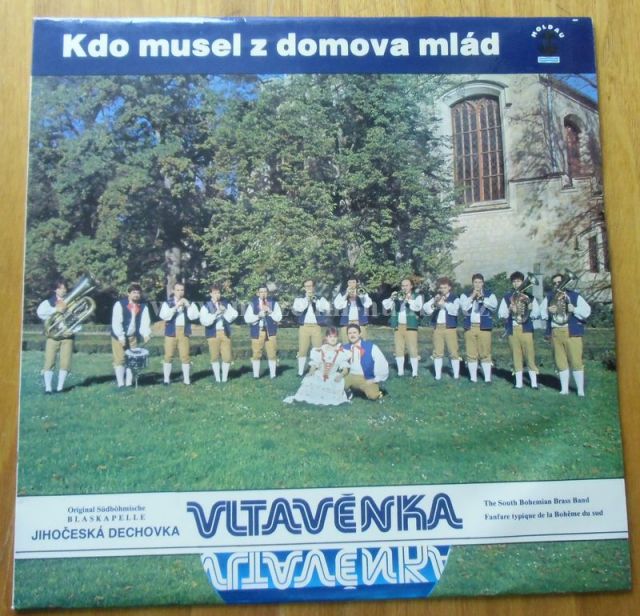 Kdo musel z domova mlád
MOLDAU
Original Südböhmische
BLASKAPELLE
JIHOČESKÁ DECHOVKA
VLTAVĚNKA
The South Bohemian Brass Band
Fanfare typique de la Bohême du sud
VLTAVĚNKA